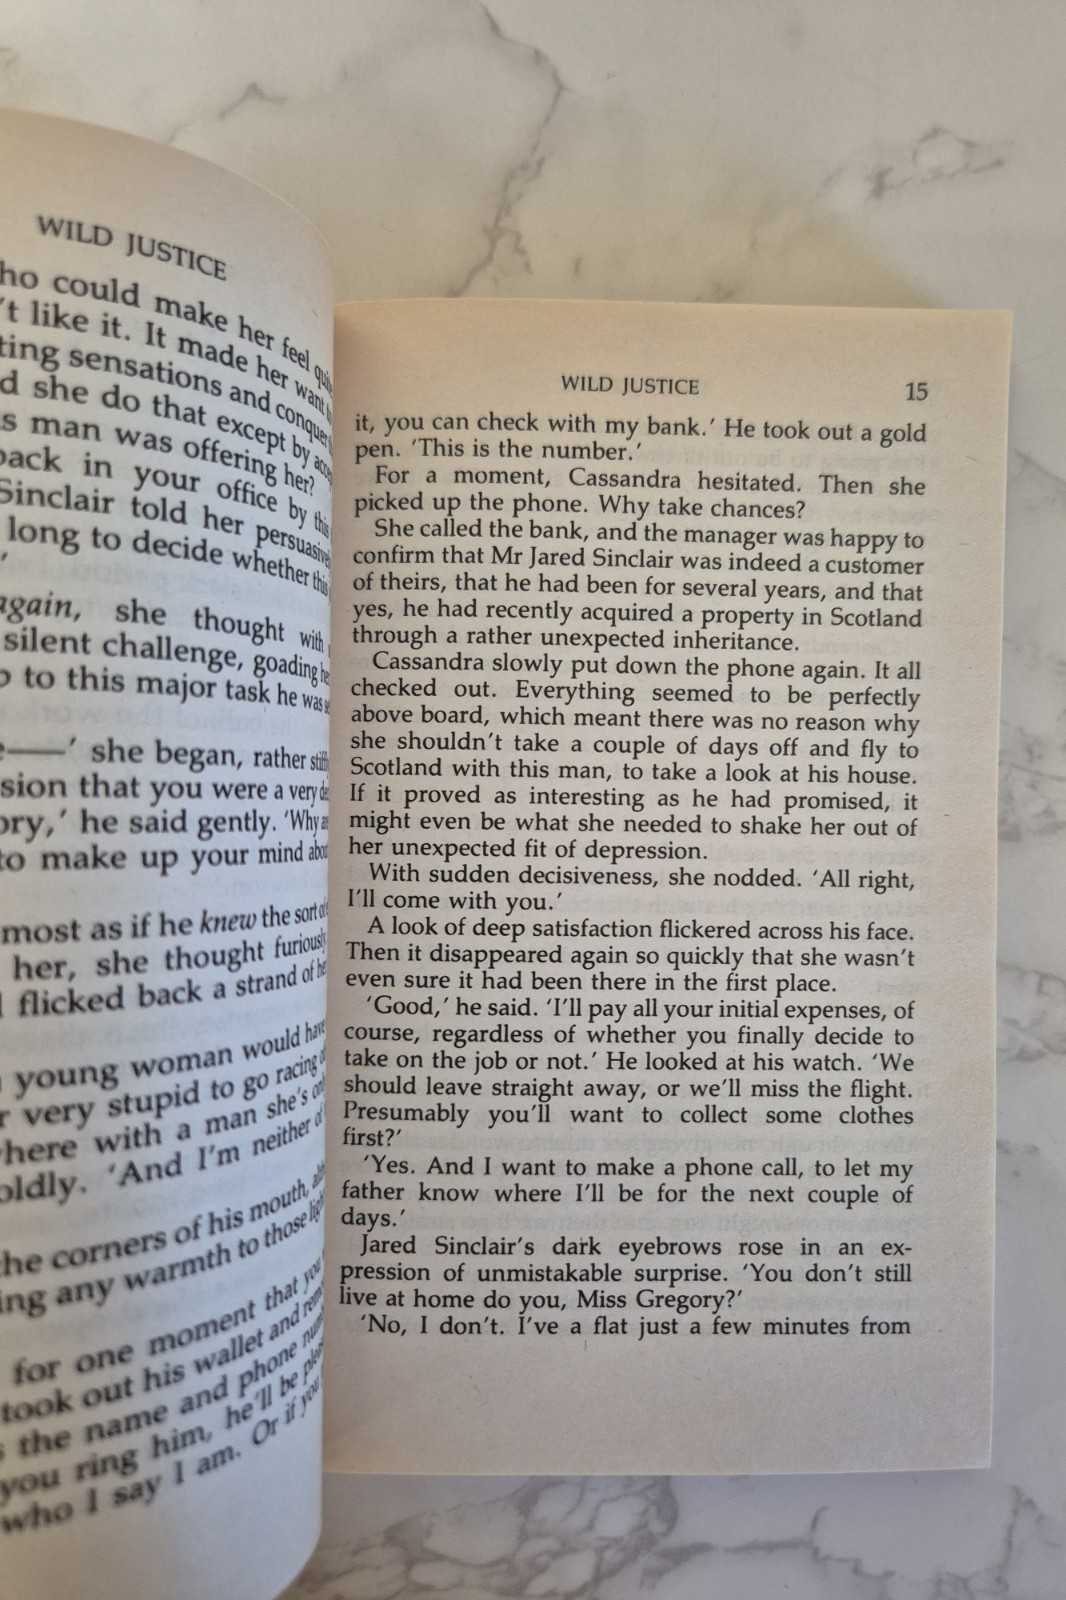 WILD JUSTICE
could make her feel
like it. It made her want
sensations and conquer
she do that except by
man was offering her?
in your office by this
Sinclair told her
long to decide whether this
again, she thought with
silent challenge, goading
to this major task he was
——’ she began, rather
that you were a very
he said gently. ‘Why
to make up your mind
as if he knew the sort
her, she thought furiously
flicked back a strand of
young woman would have
very stupid to go racing
with a man she's
‘And I'm neither of
the corners of his mouth,
any warmth to those
for one moment that you
took out his wallet and
the name and phone
you ring him, he'll be
who I say I am. Or if you
WILD JUSTICE 15
it, you can check with my bank.’ He took out a gold
pen. ‘This is the number.’
For a moment, Cassandra hesitated. Then she
picked up the phone. Why take chances?
She called the bank, and the manager was happy to
confirm that Mr Jared Sinclair was indeed a customer
of theirs, that he had been for several years, and that
yes, he had recently acquired a property in Scotland
through a rather unexpected inheritance.
Cassandra slowly put down the phone again. It all
checked out. Everything seemed to be perfectly
above board, which meant there was no reason why
she shouldn't take a couple of days off and fly to
Scotland with this man, to take a look at his house.
If it proved as interesting as he had promised, it
might even be what she needed to shake her out of
her unexpected fit of depression.
With sudden decisiveness, she nodded. ‘All right,
I'll come with you.’
A look of deep satisfaction flickered across his face.
Then it disappeared again so quickly that she wasn't
even sure it had been there in the first place.
‘Good,’ he said. ‘I'll pay all your initial expenses, of
course, regardless of whether you finally decide to
take on the job or not.’ He looked at his watch. ‘We
should leave straight away, or we'll miss the flight.
Presumably you'll want to collect some clothes
first?’
‘Yes. And I want to make a phone call, to let my
father know where I'll be for the next couple of
days.’
Jared Sinclair's dark eyebrows rose in an ex-
pression of unmistakable surprise. ‘You don't still
live at home do you, Miss Gregory?’
‘No, I don't. I've a flat just a few minutes from